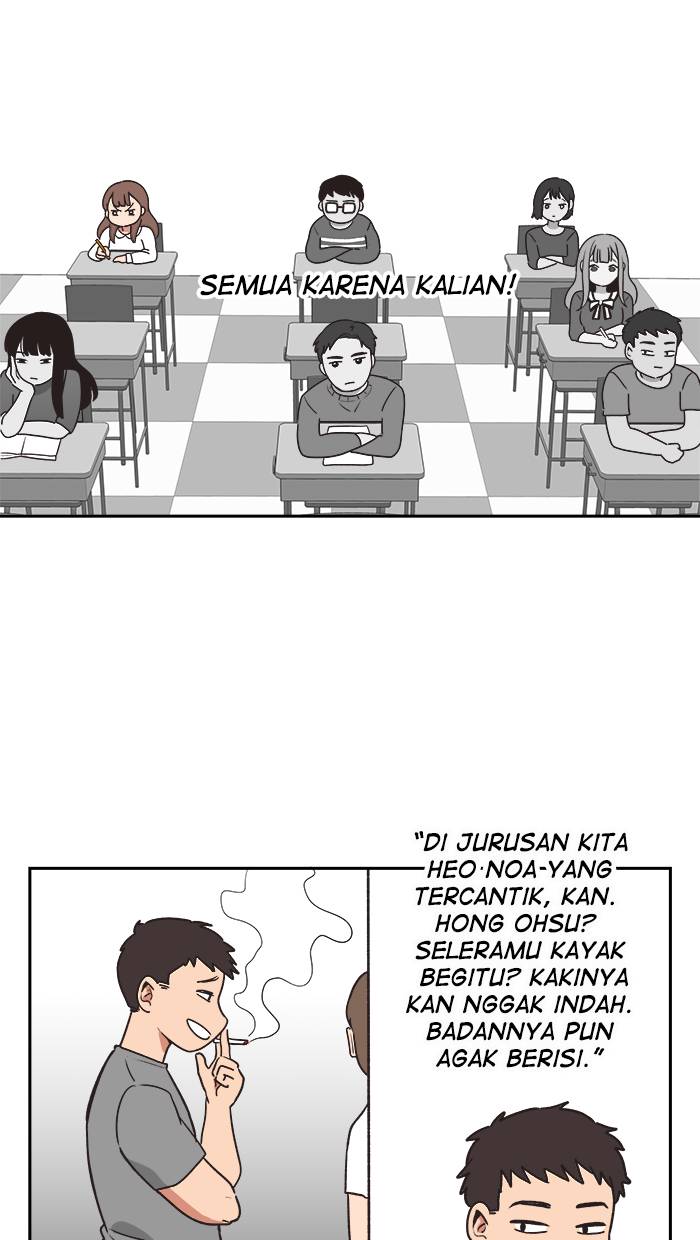 SEMUA KARENA KALIAN!
"DI JURUSAN KITA
HEO NOA YANG
TERCANTIK, KAN.
HONG OHSU?
SELERAMU KAYAK
BEGITU? KAKINYA
KAN NGGAK INDAH.
BADANNYA PUN
AGAK BERISI."